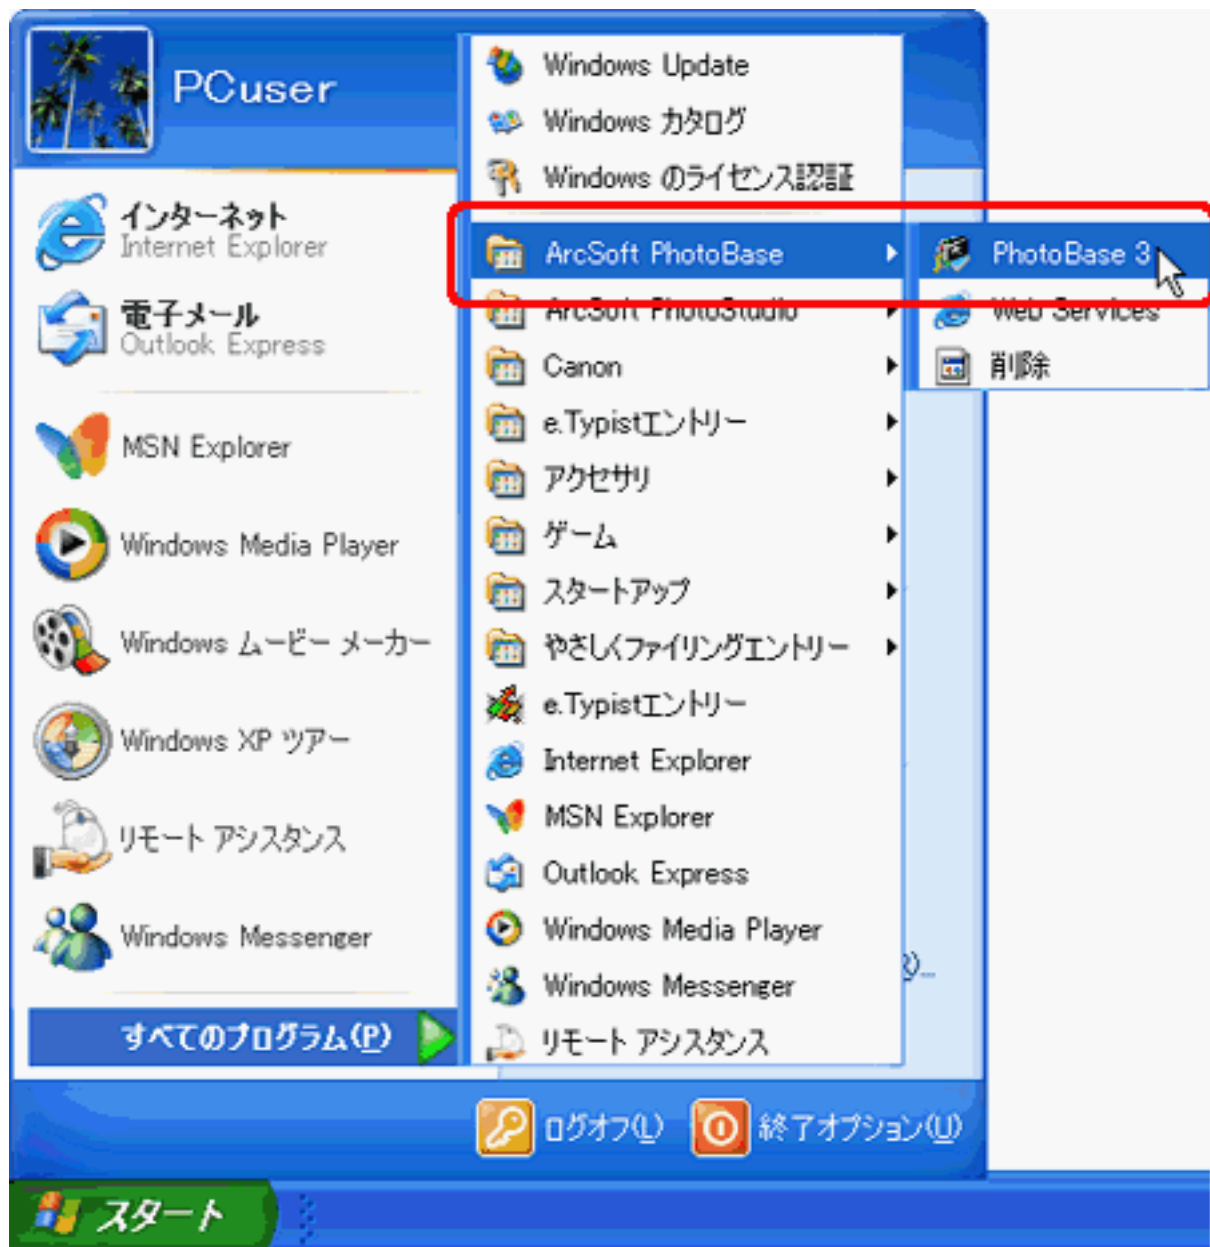 PCuser
インターネット
Internet Explorer
電子メール
Outlook Express
MSN Explorer
Windows Media Player
Windows ムービー メーカー
Windows XP ツアー
リモート アシスタンス
Windows Messenger
すべてのプログラム(P)
Windows Update
Windows カタログ
Windows のライセンス認証
ArcSoft PhotoBase
ArcSoft PhotoStudio
Canon
e.Typistエントリー
アクセサリ
ゲーム
スタートアップ
やさしくファイリングエントリー
e.Typistエントリー
Internet Explorer
MSN Explorer
Outlook Express
Windows Media Player
Windows Messenger
リモート アシスタンス
PhotoBase 3
Web Services
削除
ログオフ(L)
終了オプション(U)
スタート